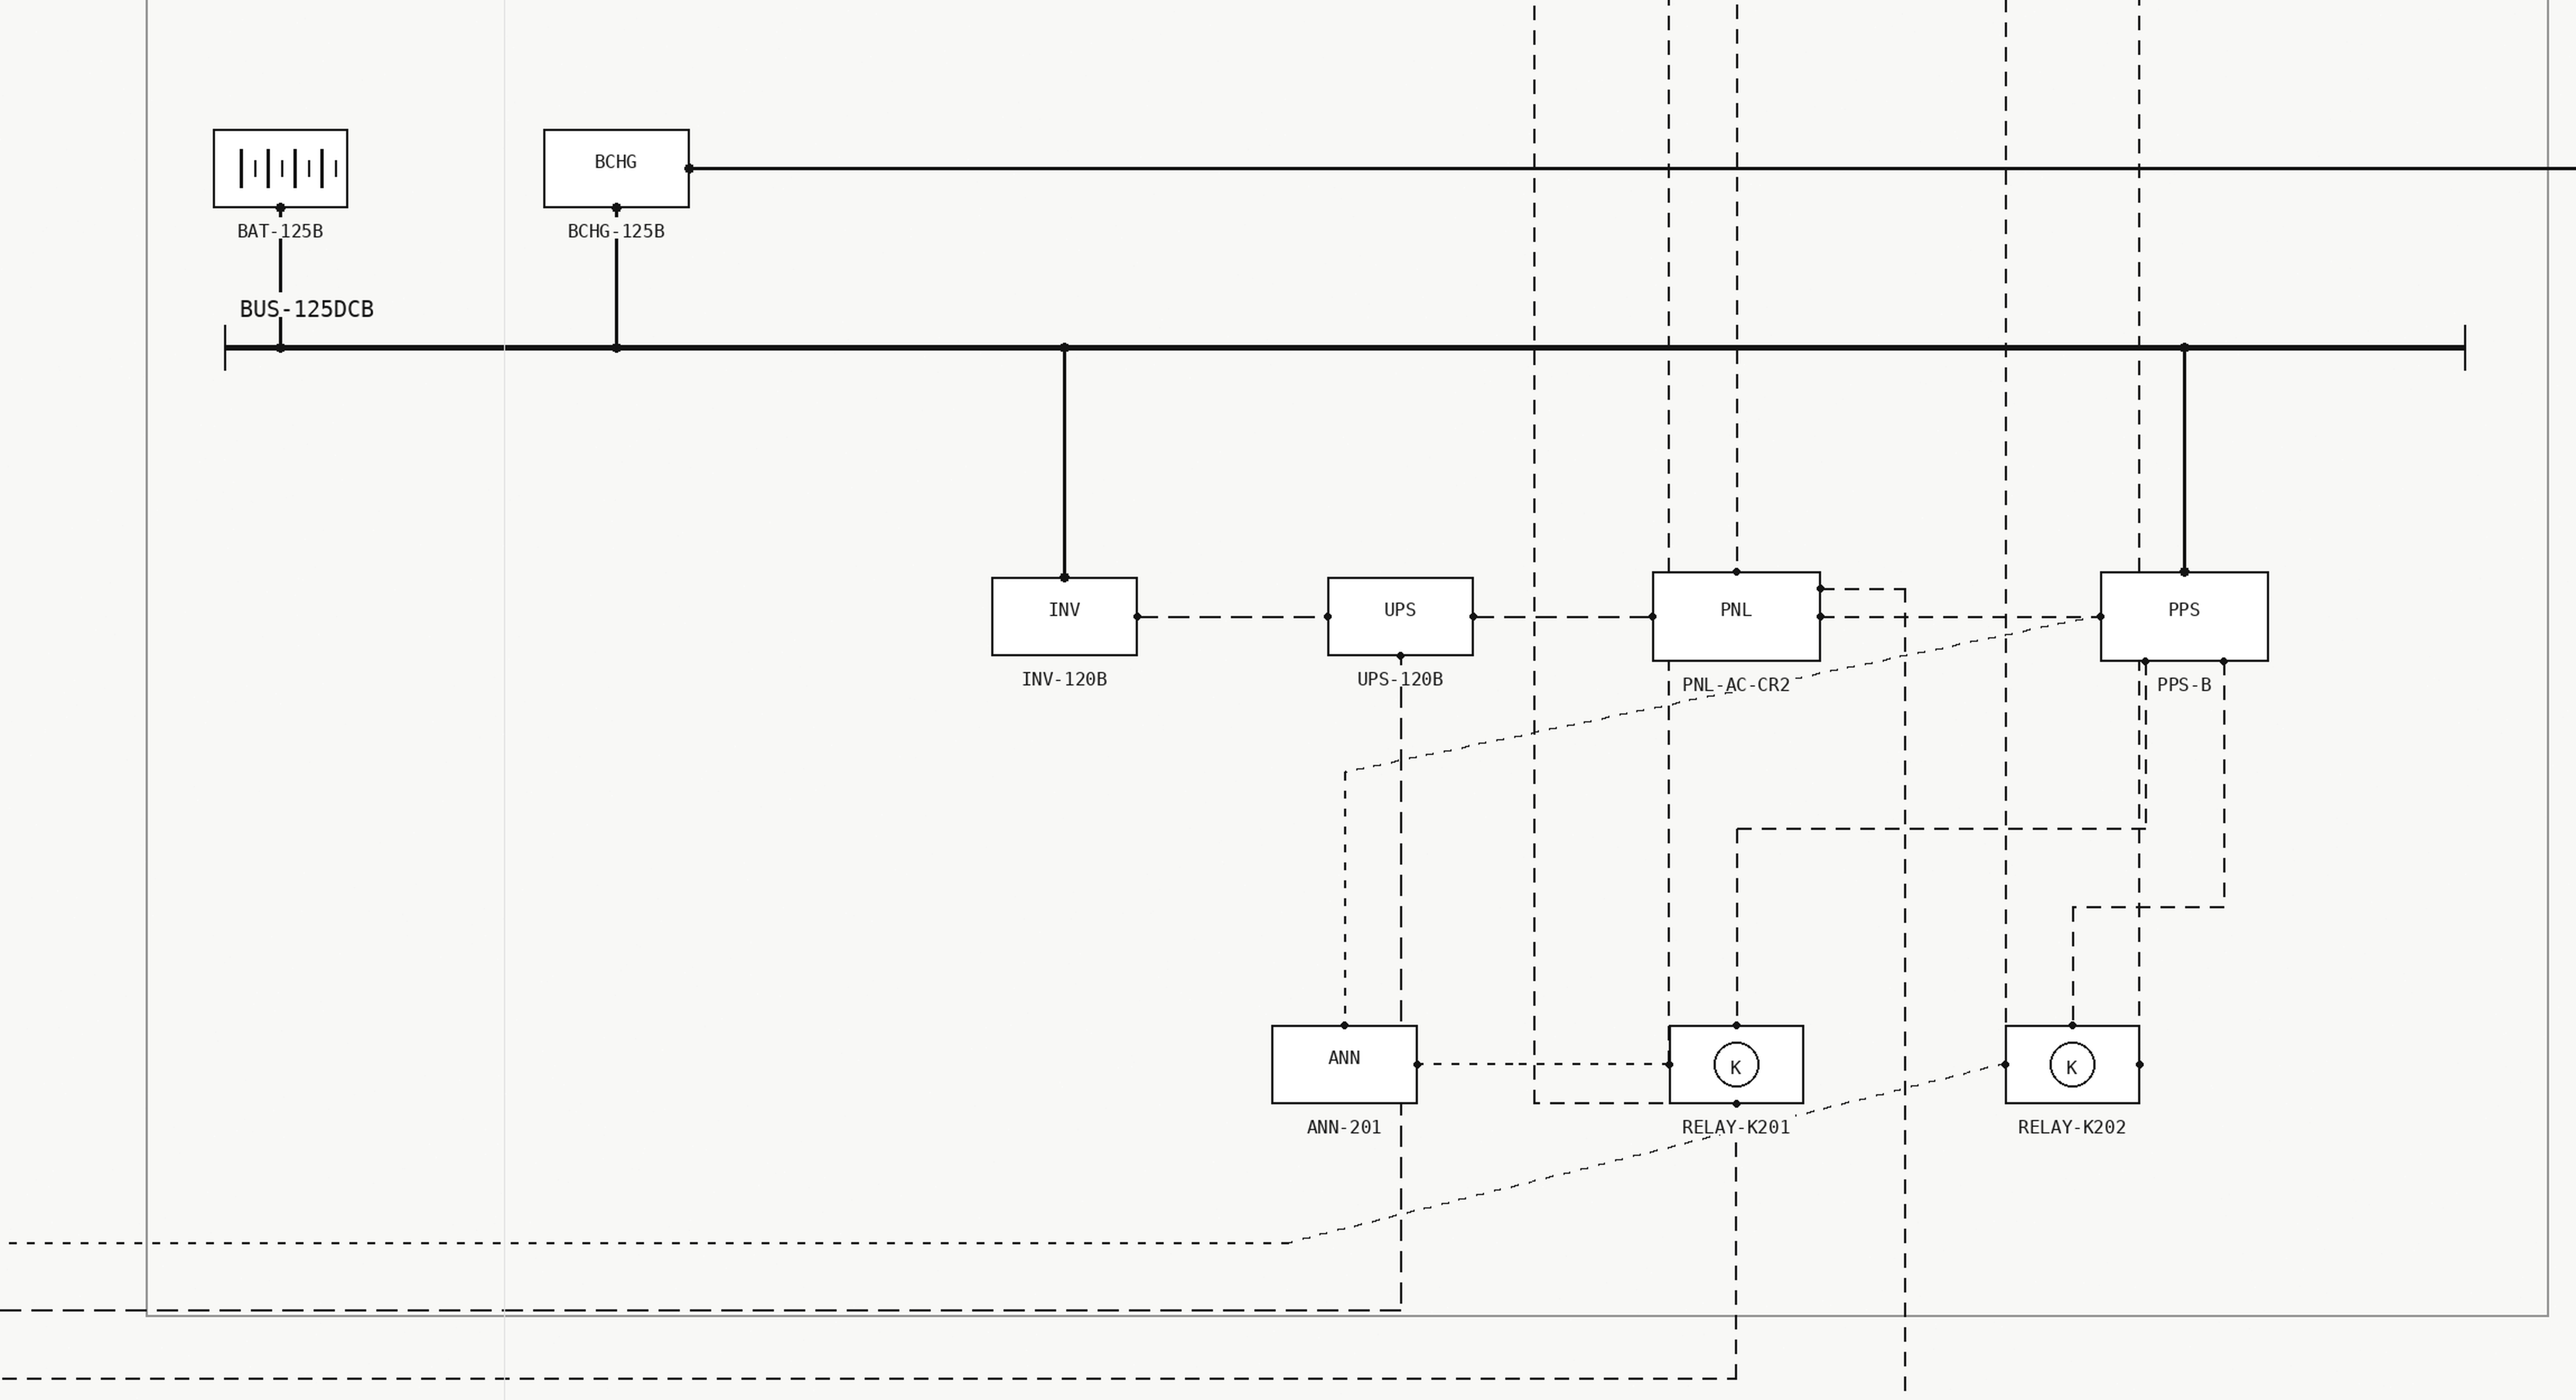 BCHG
BAT-125B
BCHG-125B
BUS-125DCB
INV
UPS
PNL
PPS
INV-120B
UPS-120B
PNL-AC-CR2
PPS-B
ANN
K
K
ANN-201
RELAY-K201
RELAY-K202